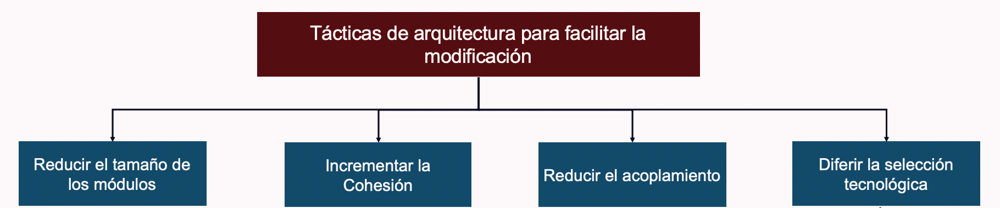 Tácticas de arquitectura para facilitar la
modificación
Reducir el tamaño de
los módulos
Incrementar la
Cohesión
Reducir el acoplamiento
Diferir la selección
tecnológica